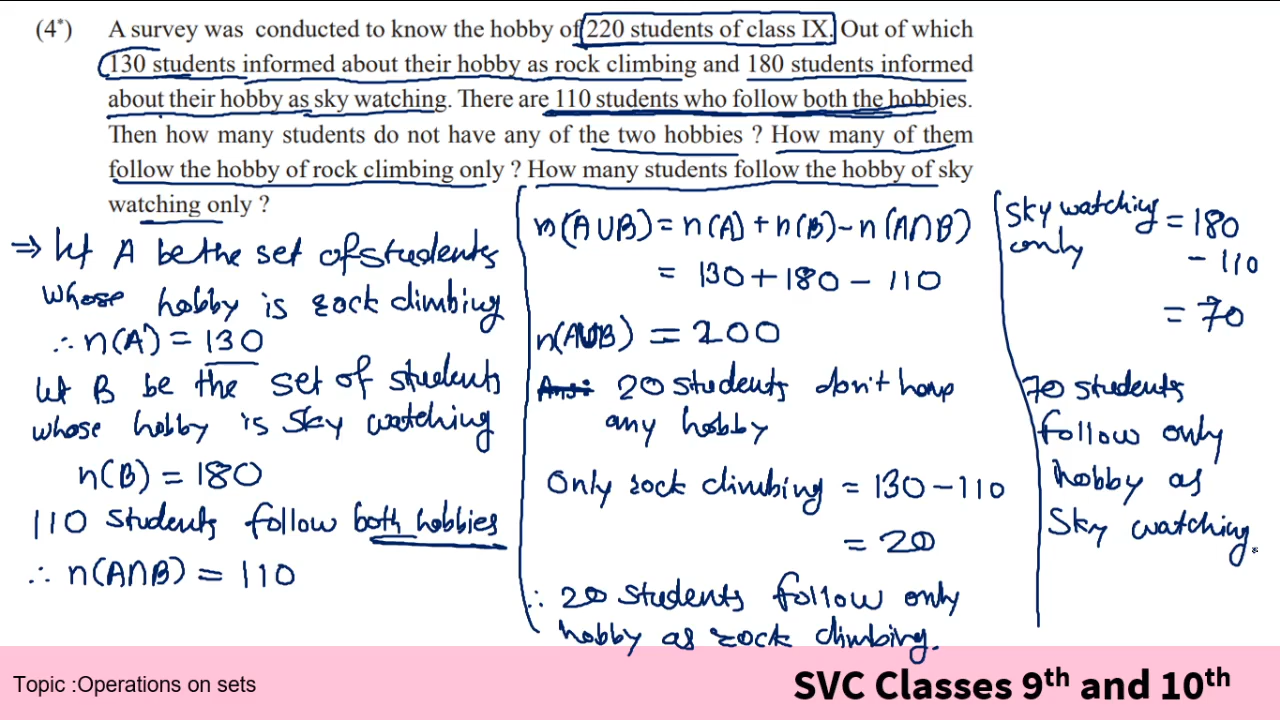 (4*) A survey was conducted to know the hobby of 220 students of class IX. Out of which
130 students informed about their hobby as rock climbing and 180 students informed
about their hobby as sky watching. There are 110 students who follow both the hobbies.
Then how many students do not have any of the two hobbies ? How many of them
follow the hobby of rock climbing only ? How many students follow the hobby of sky
watching only ?
⇒ let A be the set of students
whose hobby is rock climbing
∴ n(A) = 130
let B be the set of students
whose hobby is sky watching
n(B) = 180
110 students follow both hobbies
∴ n(A∩B) = 110
n(A∪B) = n(A) + n(B) - n(A∩B)
= 130 + 180 - 110
n(A∪B) = 200
Ans: 20 students don't have
any hobby
Only rock climbing = 130 - 110
= 20
∴ 20 students follow only
hobby as rock climbing.
Sky watching = 180
only - 110
= 70
70 students
follow only
hobby as
Sky watching.
Topic :Operations on sets
SVC Classes 9th and 10th